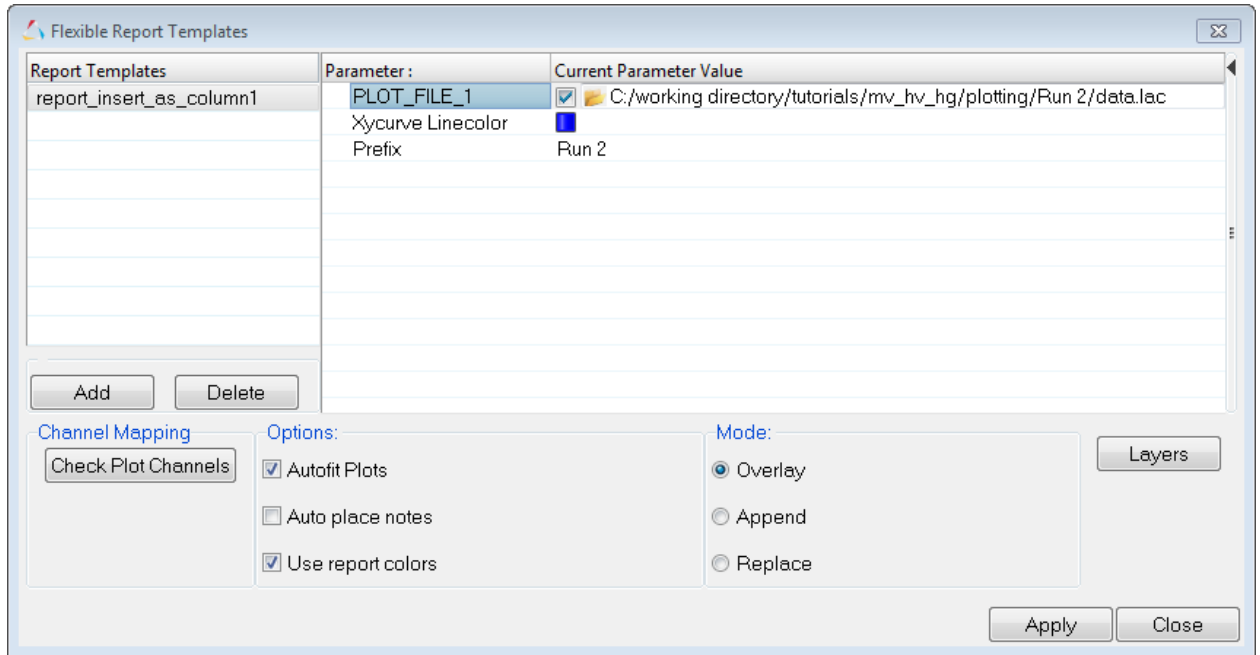 Flexible Report Templates
Report Templates
Parameter :
Current Parameter Value
report_insert_as_column1
PLOT_FILE_1
C:/working directory/tutorials/mv_hv_hg/plotting/Run 2/data.lac
Xycurve Linecolor
Prefix
Run 2
Add
Delete
Channel Mapping
Check Plot Channels
Options:
Autofit Plots
Auto place notes
Use report colors
Mode:
Overlay
Append
Replace
Layers
Apply
Close